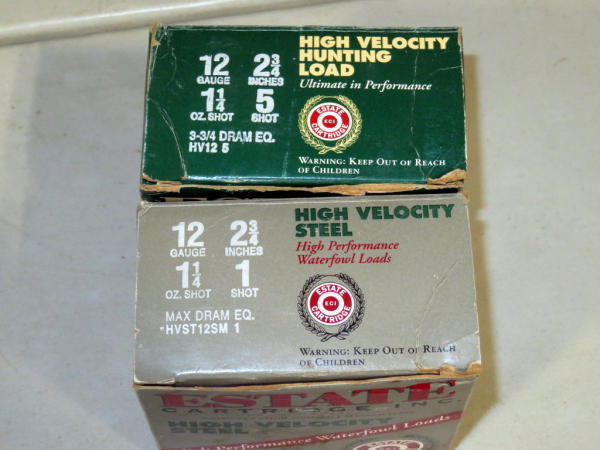 12 2 3/4
GAUGE INCHES
1 1/4 5
OZ. SHOT SHOT
3-3/4 DRAM EQ.
HV12 5
HIGH VELOCITY
HUNTING
LOAD
Ultimate in Performance
ESTATE
ECI
CARTRIDGE
WARNING: KEEP OUT OF REACH
OF CHILDREN
12 2 3/4
GAUGE INCHES
1 1/4 1
OZ. SHOT SHOT
MAX DRAM EQ.
HVST12SM 1
HIGH VELOCITY
STEEL
High Performance
Waterfowl Loads
ESTATE
ECI
CARTRIDGE
WARNING: KEEP OUT OF REACH
OF CHILDREN
ESTATE
CARTRIDGE, INC.
HIGH VELOCITY
STEEL
High Performance Waterfowl Loads
ESTATE